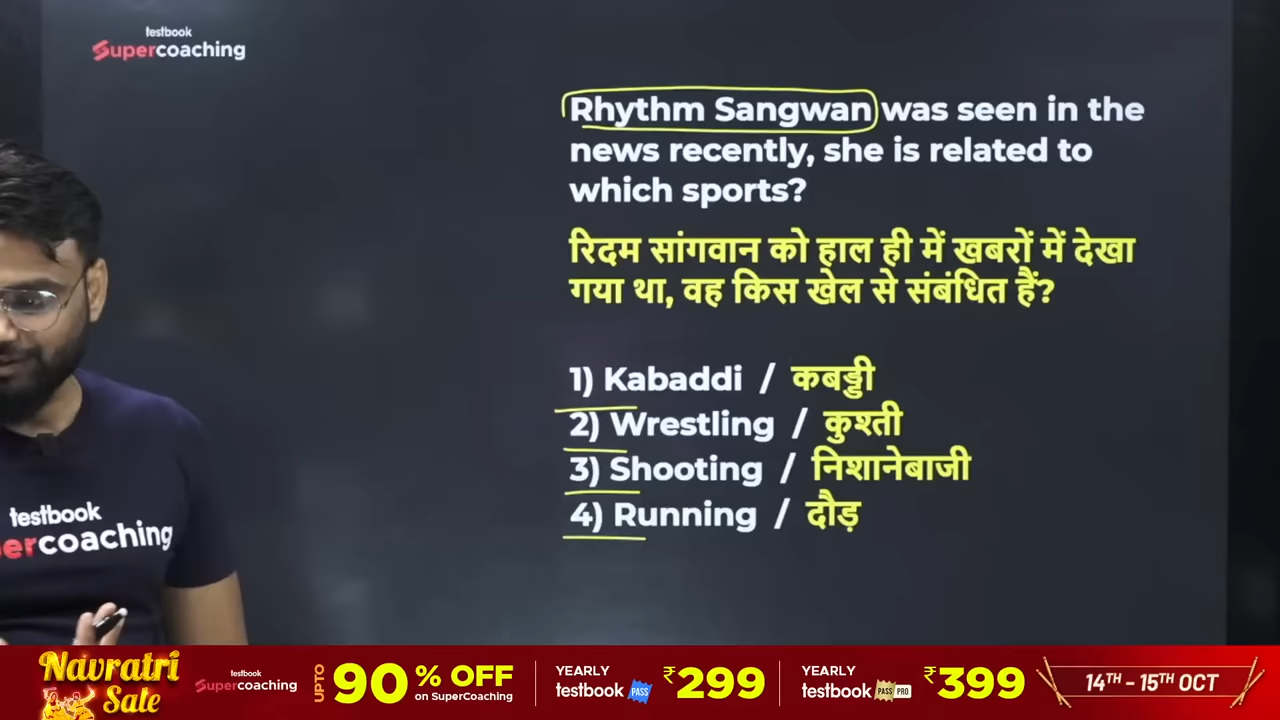 testbook
Supercoaching
Rhythm Sangwan was seen in the
news recently, she is related to
which sports?
रिदम सांगवान को हाल ही में खबरों में देखा
गया था, वह किस खेल से संबंधित हैं?
1) Kabaddi / कबड्डी
2) Wrestling / कुश्ती
3) Shooting / निशानेबाजी
4) Running / दौड़
testbook
ercoaching
Navratri
Sale
testbook
Supercoaching
UPTO 90% OFF
on SuperCoaching
YEARLY
testbook PASS
₹299
YEARLY
testbook PASS PRO
₹399
14TH - 15TH OCT